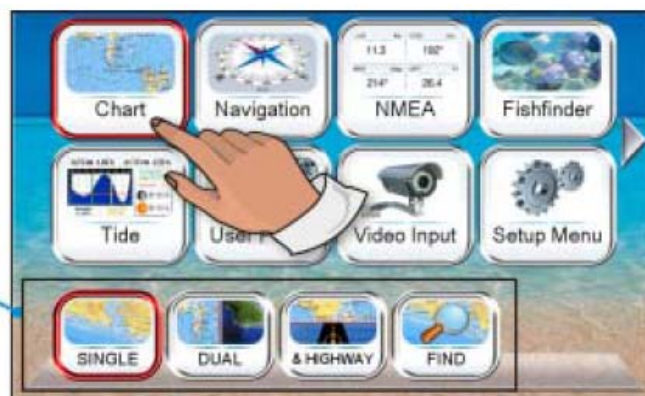 11.3 192°
214° 26.4
Chart Navigation NMEA Fishfinder
Tide User Video Input Setup Menu
SINGLE DUAL & HIGHWAY FIND